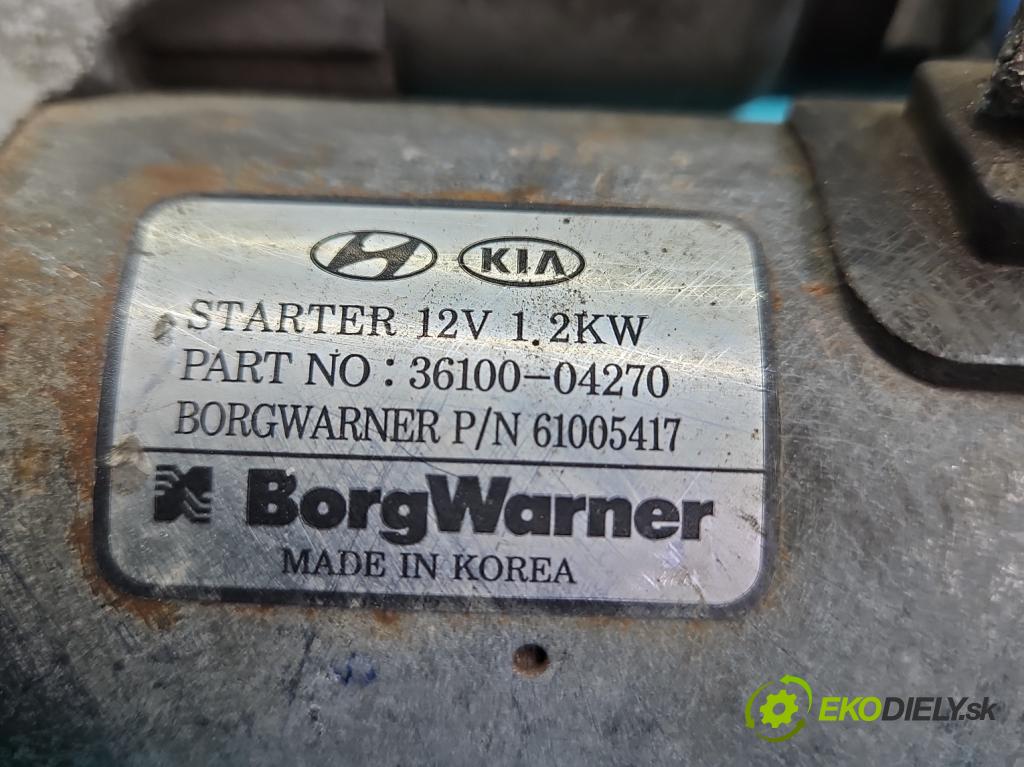 KIA
STARTER 12V 1.2KW
PART NO : 36100-04270
BORGWARNER P/N 61005417
BorgWarner
MADE IN KOREA
EKODIELY.sk